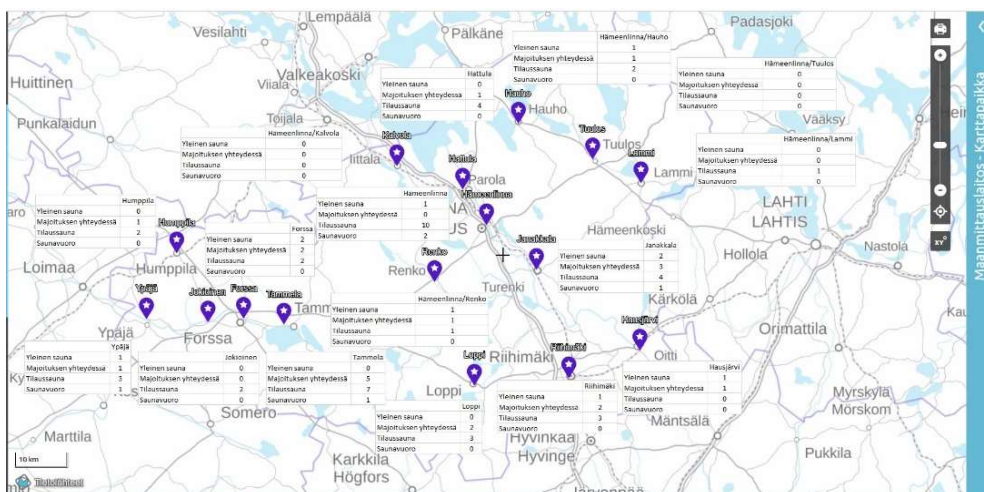 Vesilahti
Lempäälä
Pälkäne
Padasjoki
Huittinen
Viiala
Valkeakoski
Hämeenlinna/Hauho
Yleinen sauna 1
Majoituksen yhteydessä 1
Tilaussauna 2
Saunavuoro 0
Hämeenlinna/Tuulos
Yleinen sauna 0
Majoituksen yhteydessä 0
Tilaussauna 0
Saunavuoro 0
Hattula
Yleinen sauna 0
Majoituksen yhteydessä 1
Tilaussauna 4
Saunavuoro 0
Hauho
Hauho
Punkalaidun
Toijala
Vääksy
Hämeenlinna/Kalvola
Yleinen sauna 0
Majoituksen yhteydessä 0
Tilaussauna 0
Saunavuoro 0
Kalvola
Iittala
Tuulos
Tuulos
Hämeenlinna/Lammi
Yleinen sauna 0
Majoituksen yhteydessä 0
Tilaussauna 1
Saunavuoro 0
Lammi
Lammi
Hattula
Parola
Hämeenlinna
Hämeenlinna
Yleinen sauna 1
Majoituksen yhteydessä 0
Tilaussauna 10
Saunavuoro 2
NA
US
LAHTI
LAHTIS
Humppila
Yleinen sauna 0
Majoituksen yhteydessä 1
Tilaussauna 2
Saunavuoro 0
Humppila
Humppila
Forssa
Yleinen sauna 2
Majoituksen yhteydessä 2
Tilaussauna 2
Saunavuoro 0
Loimaa
Renko
Renko
Janakkala
Hämeenkoski
Janakkala
Yleinen sauna 2
Majoituksen yhteydessä 3
Tilaussauna 4
Saunavuoro 1
Hollola
Nastola
Turenki
Kärkölä
Ypäjä
Ypäjä
Jokioinen
Forssa
Forssa
Tammela
Hämeenlinna/Renko
Yleinen sauna 1
Majoituksen yhteydessä 1
Tilaussauna 1
Saunavuoro 0
Hausjärvi
Oitti
Orimattila
Ypäjä
Yleinen sauna 1
Majoituksen yhteydessä 1
Tilaussauna 3
Saunavuoro 1
Jokioinen
Yleinen sauna 0
Majoituksen yhteydessä 0
Tilaussauna 2
Saunavuoro 0
Tammela
Yleinen sauna 0
Majoituksen yhteydessä 5
Tilaussauna 7
Saunavuoro 1
Loppi
Loppi
Riihimäki
Riihimäki
Hausjärvi
Yleinen sauna 1
Majoituksen yhteydessä 1
Tilaussauna 0
Saunavuoro 0
Riihimäki
Yleinen sauna 1
Majoituksen yhteydessä 2
Tilaussauna 3
Saunavuoro 0
Loppi
Yleinen sauna 0
Majoituksen yhteydessä 2
Tilaussauna 3
Saunavuoro 0
Somero
Marttila
Karkkila
Högfors
Hyvinkää
Hyvinge
Mäntsälä
Myrskylä
Mörskom
Pukkila
10 km
Tietolähteet
Maanmittauslaitos - Karttapaikka